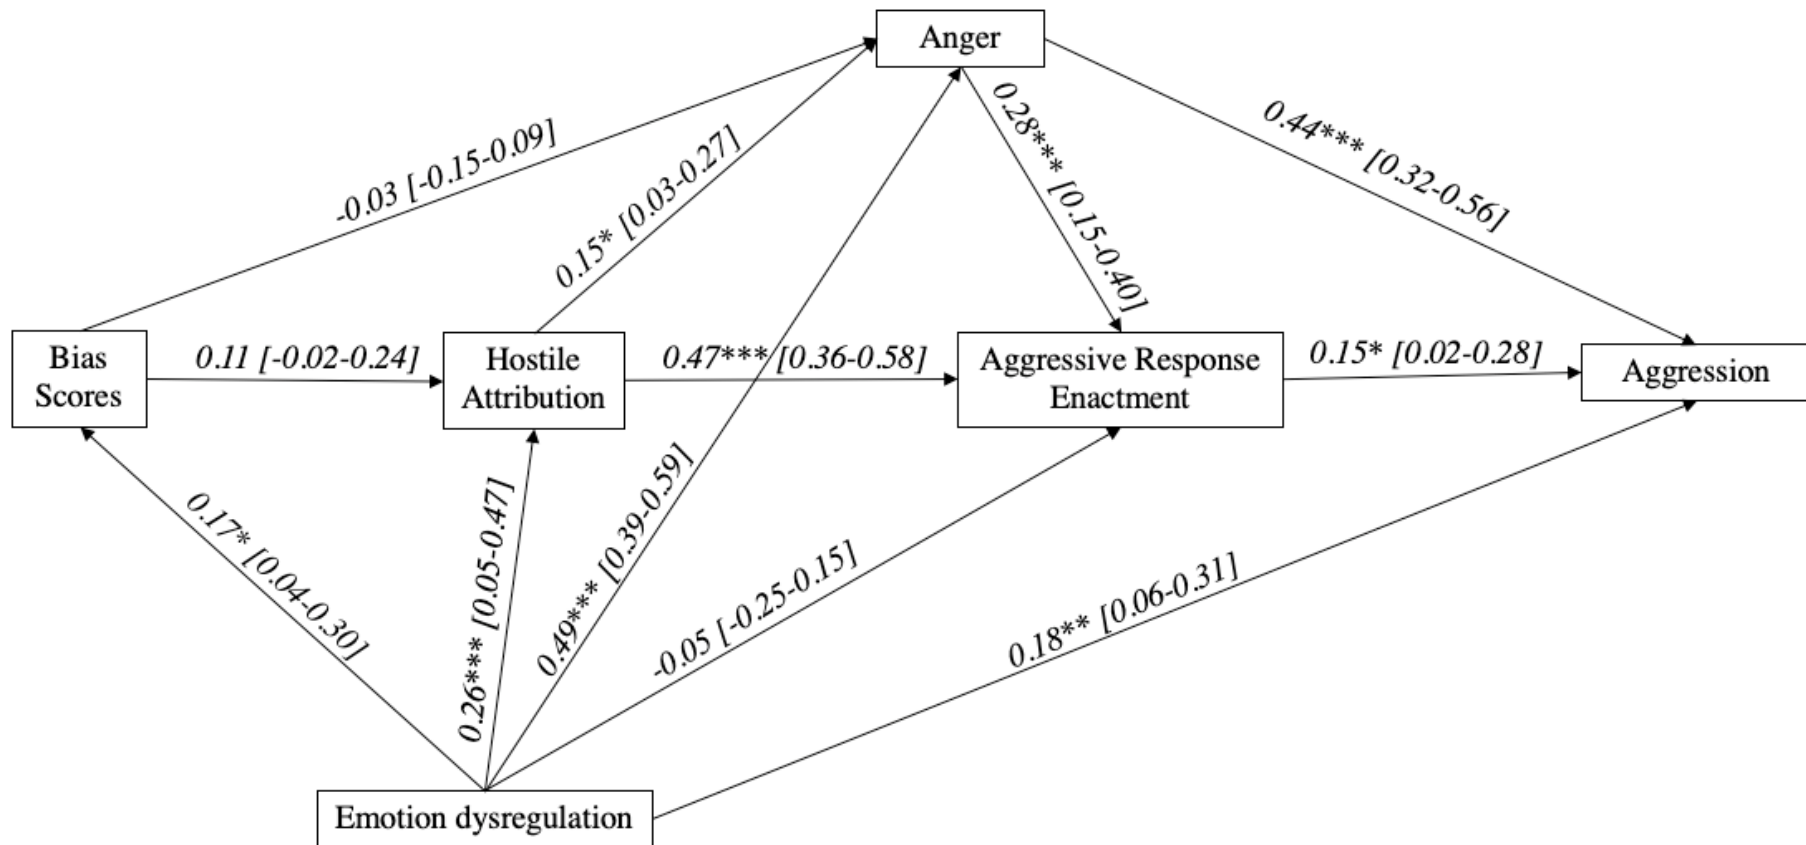 Anger
0.44*** [0.32-0.56]
0.28*** [0.15-0.40]
-0.03 [-0.15-0.09]
0.15* [0.03-0.27]
Bias
Scores
0.11 [-0.02-0.24]
Hostile
Attribution
0.47*** [0.36-0.58]
Aggressive Response
Enactment
0.15* [0.02-0.28]
Aggression
0.17* [0.04-0.30]
0.26*** [0.05-0.47]
0.49*** [0.39-0.59]
-0.05 [-0.25-0.15]
0.18** [0.06-0.31]
Emotion dysregulation